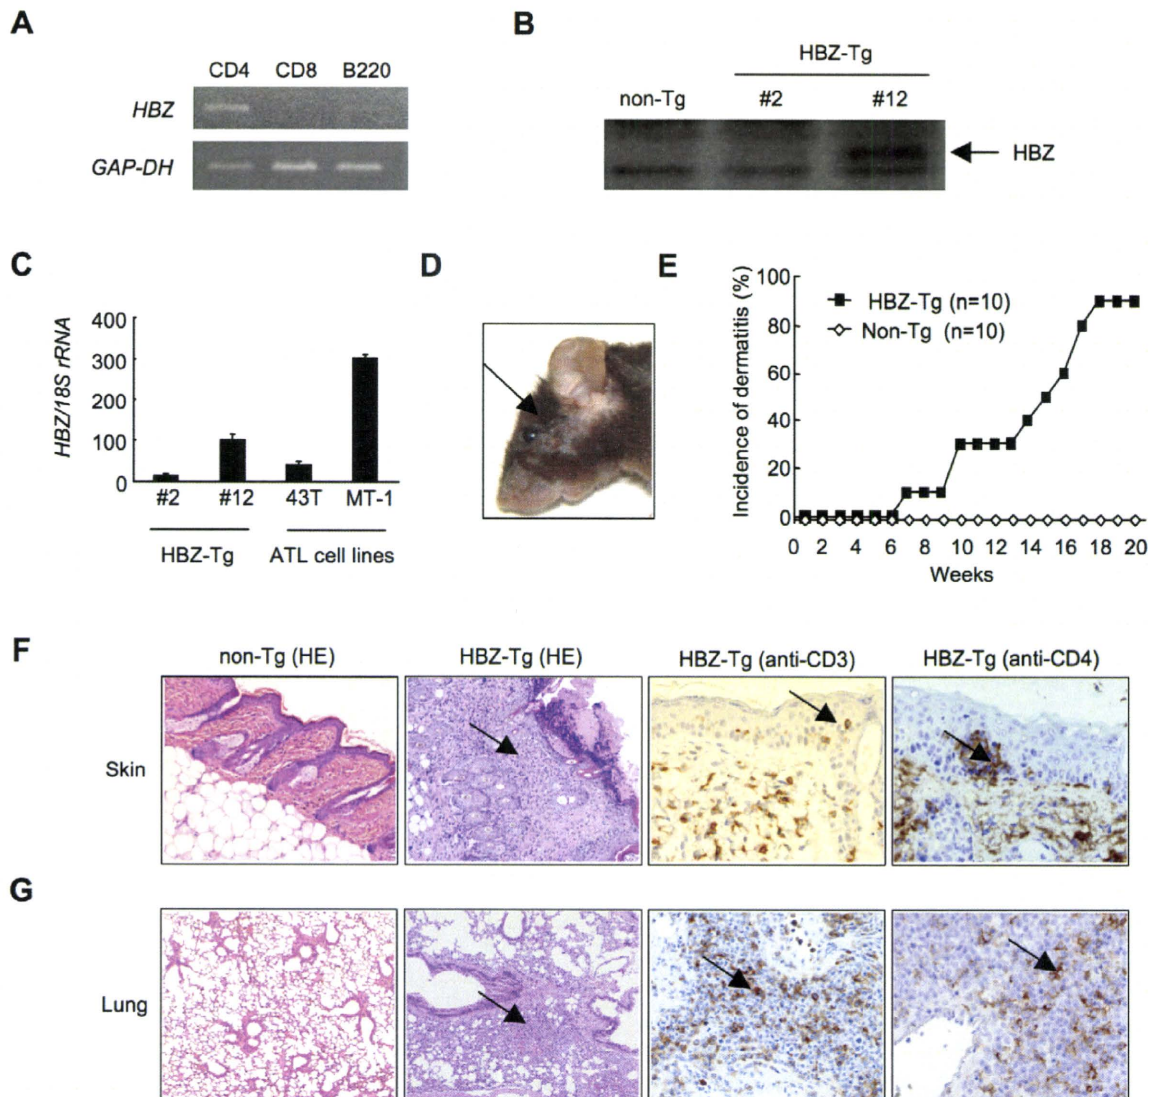 A
CD4 CD8 B220
HBZ
GAP-DH
B
HBZ-Tg
non-Tg #2 #12
HBZ
C
HBZ/18S rRNA
400
300
200
100
0
#2 #12 43T MT-1
HBZ-Tg ATL cell lines
D
E
Incidence of dermatitis (%)
100
80
60
40
20
0
HBZ-Tg (n=10)
Non-Tg (n=10)
0 2 4 6 8 10 12 14 16 18 20
Weeks
F
non-Tg (HE) HBZ-Tg (HE) HBZ-Tg (anti-CD3) HBZ-Tg (anti-CD4)
Skin
G
Lung